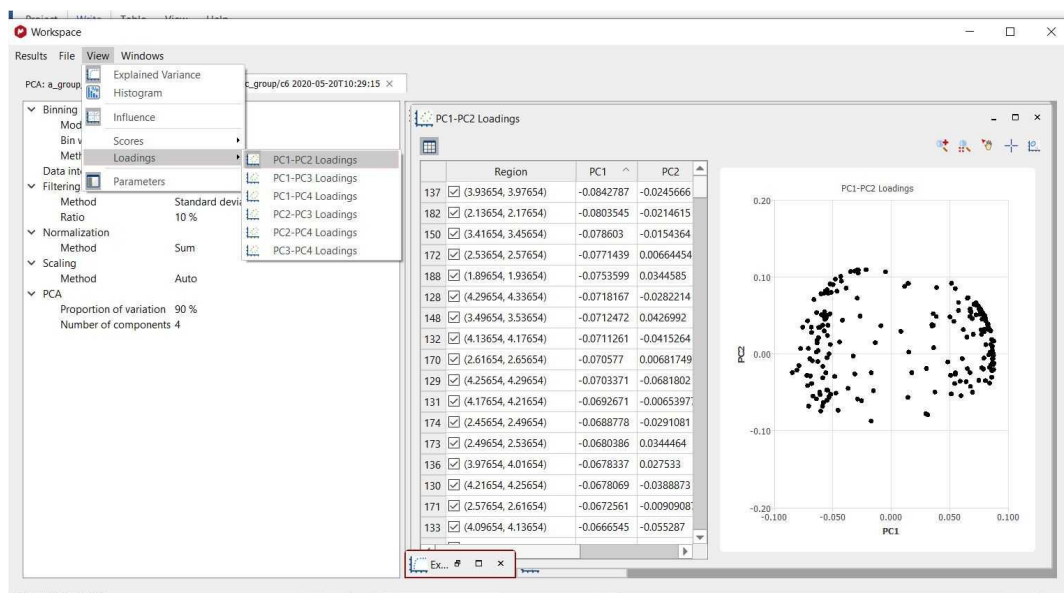 Workspace
Results File View Windows
PCA: a_group
c_group/c6 2020-05-20T10:29:15
Explained Variance
Histogram
Influence
Scores
Loadings
Parameters
PC1-PC2 Loadings
PC1-PC3 Loadings
PC1-PC4 Loadings
PC2-PC3 Loadings
PC2-PC4 Loadings
PC3-PC4 Loadings
Binning
Filtering
Method Standard
Ratio 10 %
Normalization
Method Sum
Scaling
Method Auto
PCA
Proportion of variation 90 %
Number of components 4
PC1-PC2 Loadings
Region PC1 PC2
137 (3.93654, 3.97654) -0.0842787 -0.0245666
182 (2.13654, 2.17654) -0.0803545 -0.0214615
150 (3.41654, 3.45654) -0.078603 -0.0154364
172 (2.53654, 2.57654) -0.0771439 0.00664454
188 (1.89654, 1.93654) -0.0753599 0.0344585
128 (4.29654, 4.33654) -0.0718167 -0.0282214
148 (3.49654, 3.53654) -0.0712472 0.0426992
132 (4.13654, 4.17654) -0.0711261 -0.0415264
170 (2.61654, 2.65654) -0.070577 0.00681749
129 (4.25654, 4.29654) -0.0703371 -0.0681802
131 (4.17654, 4.21654) -0.0692671 -0.0065397
174 (2.45654, 2.49654) -0.0688778 -0.0291081
173 (2.49654, 2.53654) -0.0680386 0.0344464
136 (3.97654, 4.01654) -0.0678337 0.027533
130 (4.21654, 4.25654) -0.0678069 -0.0388873
171 (2.57654, 2.61654) -0.0672561 -0.0090908
133 (4.09654, 4.13654) -0.0666545 -0.055287
Ex...
PC1-PC2 Loadings
0.20
0.10
0.00
-0.10
-0.20
PC2
-0.100 -0.050 0.000 0.050 0.100
PC1